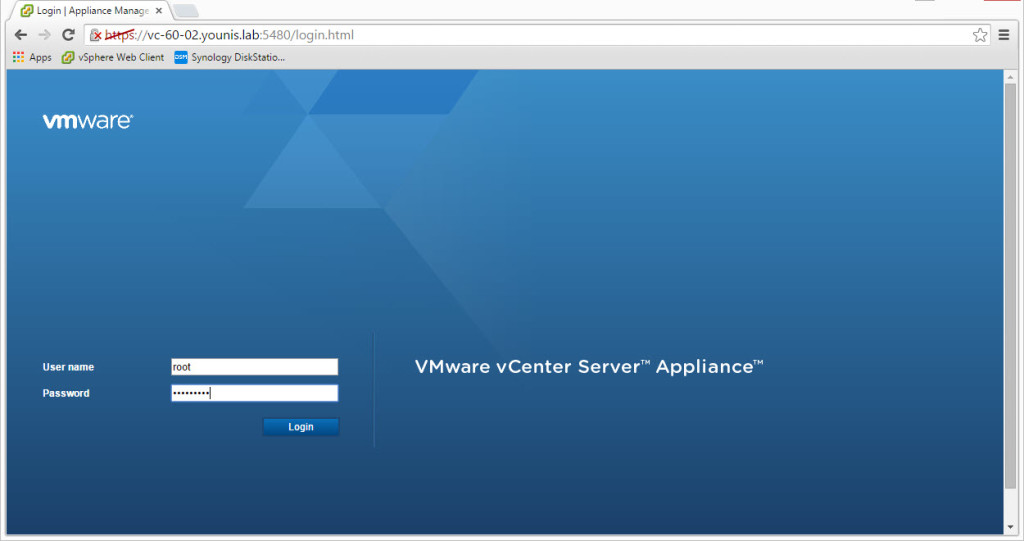 Login | Appliance Manage
https://vc-60-02.younis.lab:5480/login.html
Apps vSphere Web Client DSM Synology DiskStatio...
vmware®
User name root
VMware vCenter Server™ Appliance™
Password •••••••••
Login